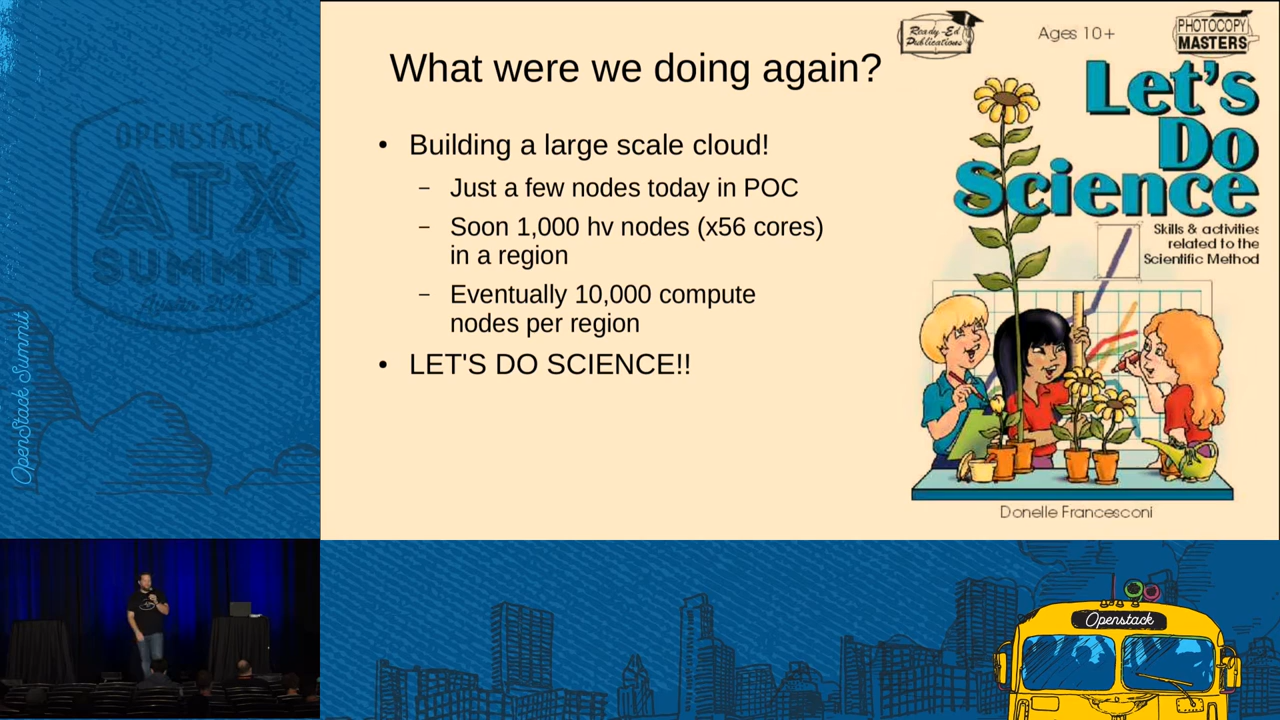 OPENSTACK
ATX
SUMMIT
Austin 2016
OpenStack Summit
What were we doing again?
• Building a large scale cloud!
– Just a few nodes today in POC
– Soon 1,000 hv nodes (x56 cores)
in a region
– Eventually 10,000 compute
nodes per region
• LET'S DO SCIENCE!!
Ready-Ed
Publications
Ages 10+
PHOTOCOPY
MASTERS
Let's
Do
Science
Skills & activities
related to the
Scientific Method
Donelle Francesconi
Openstack